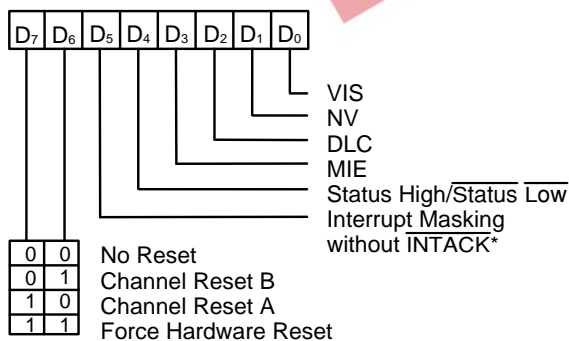 D₇ D₆ D₅ D₄ D₃ D₂ D₁ D₀
VIS
NV
DLC
MIE
Status High/Status Low
Interrupt Masking
without INTACK*
0 0 No Reset
0 1 Channel Reset B
1 0 Channel Reset A
1 1 Force Hardware Reset